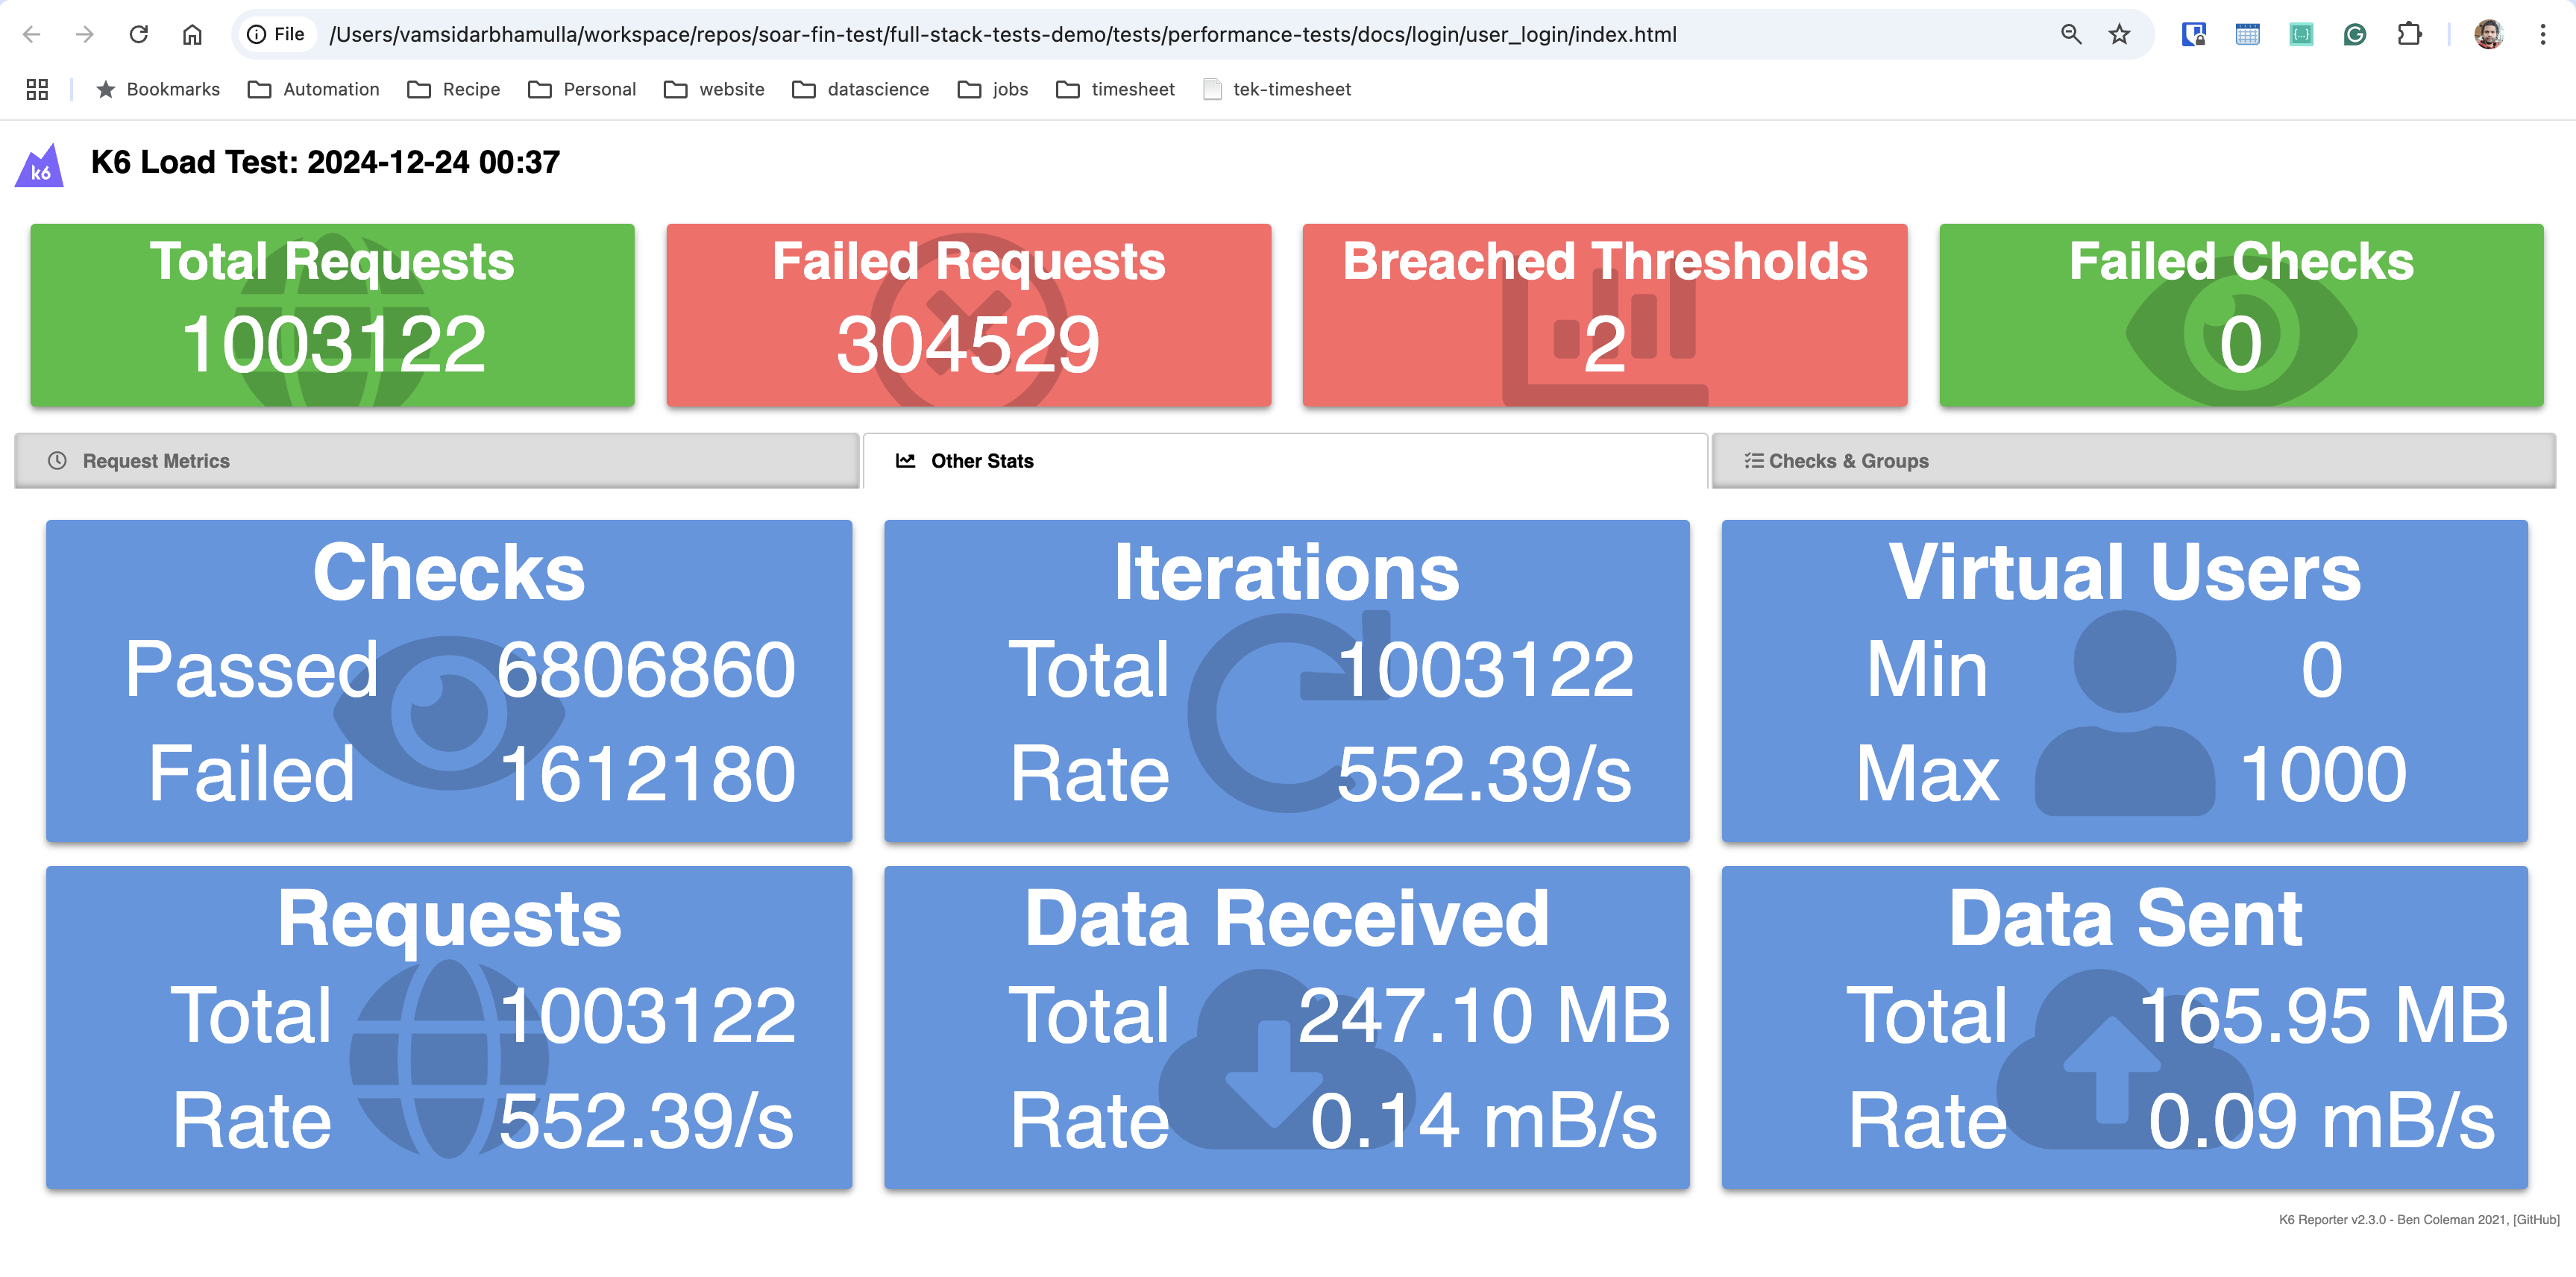 File /Users/vamsidarbhamulla/workspace/repos/soar-fin-test/full-stack-tests-demo/tests/performance-tests/docs/login/user_login/index.html
Bookmarks Automation Recipe Personal website datascience jobs timesheet tek-timesheet
k6 K6 Load Test: 2024-12-24 00:37
Total Requests
1003122
Failed Requests
304529
Breached Thresholds
2
Failed Checks
0
Request Metrics Other Stats Checks & Groups
Checks
Passed 6806860
Failed 1612180
Iterations
Total 1003122
Rate 552.39/s
Virtual Users
Min 0
Max 1000
Requests
Total 1003122
Rate 552.39/s
Data Received
Total 247.10 MB
Rate 0.14 mB/s
Data Sent
Total 165.95 MB
Rate 0.09 mB/s
K6 Reporter v2.3.0 - Ben Coleman 2021, [GitHub]